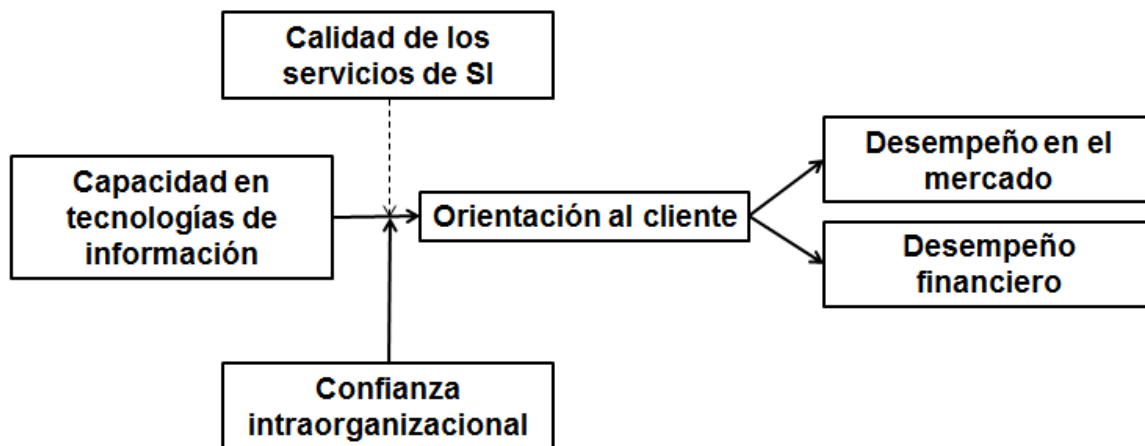 Calidad de los
servicios de SI
Capacidad en
tecnologías de
información
Orientación al cliente
Desempeño en el
mercado
Desempeño
financiero
Confianza
intraorganizacional